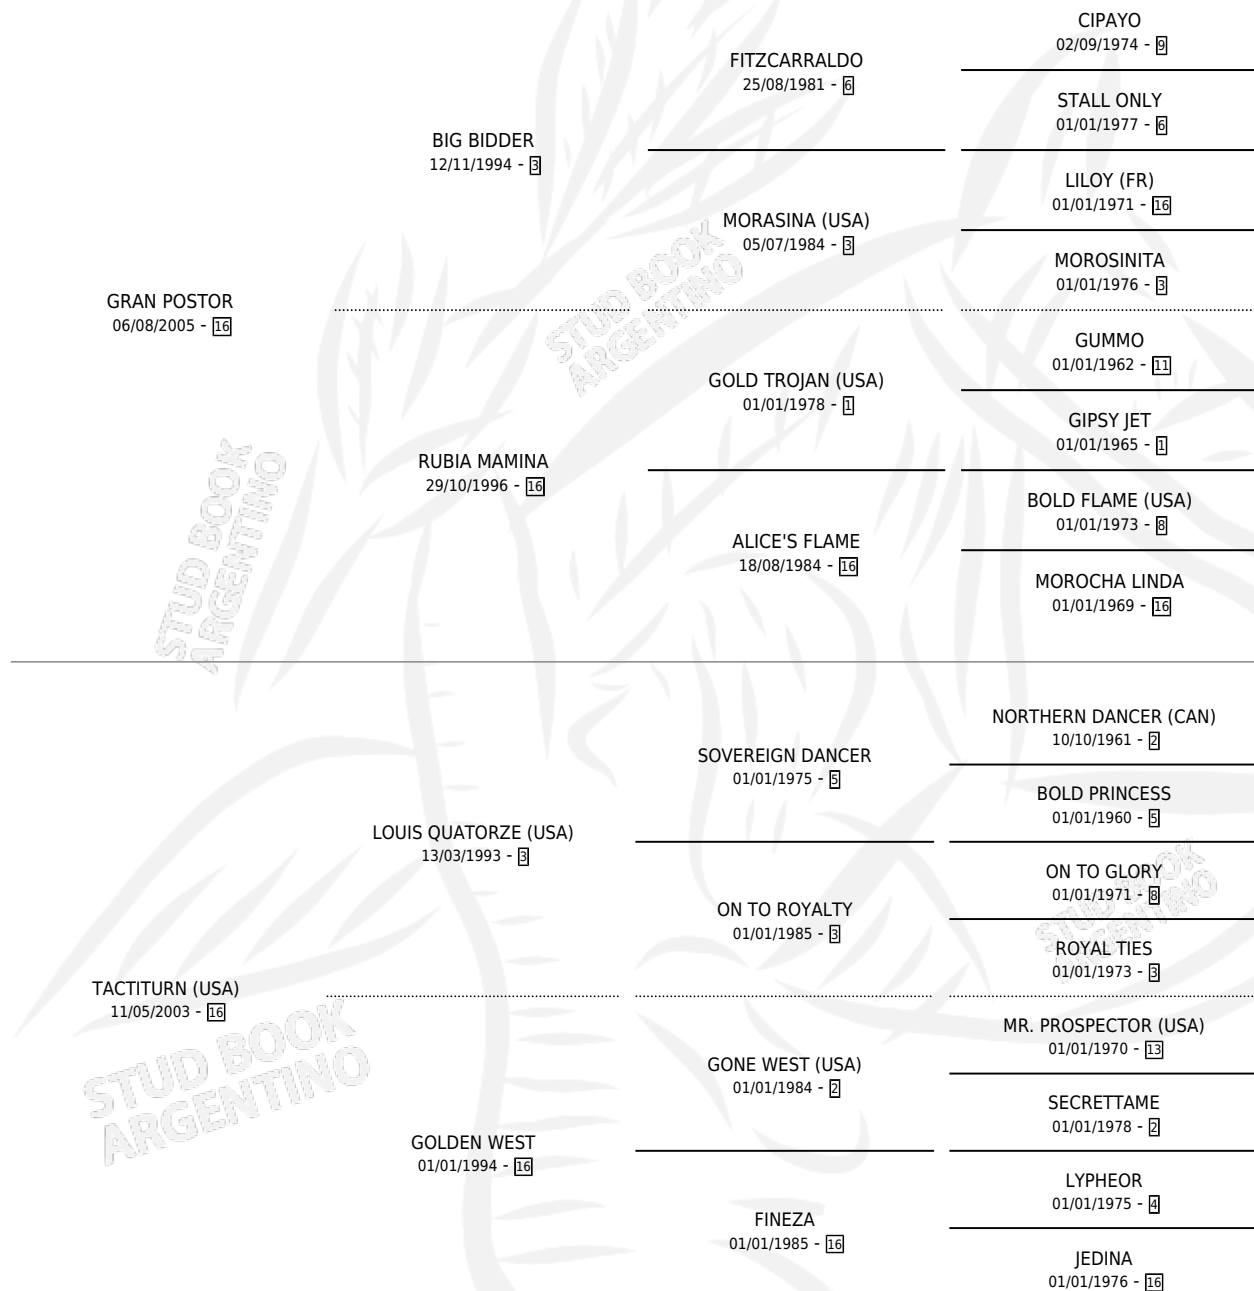 CIPAYO
02/09/1974 - 9
FITZCARRALDO
25/08/1981 - 6
STALL ONLY
01/01/1977 - 6
BIG BIDDER
12/11/1994 - 3
LILOY (FR)
01/01/1971 - 16
MORASINA (USA)
05/07/1984 - 3
MOROSINITA
01/01/1976 - 3
GRAN POSTOR
06/08/2005 - 16
GUMMO
01/01/1962 - 11
GOLD TROJAN (USA)
01/01/1978 - 1
GIPSY JET
01/01/1965 - 1
RUBIA MAMINA
29/10/1996 - 16
BOLD FLAME (USA)
01/01/1973 - 8
ALICE'S FLAME
18/08/1984 - 16
MOROCHA LINDA
01/01/1969 - 16
NORTHERN DANCER (CAN)
10/10/1961 - 2
SOVEREIGN DANCER
01/01/1975 - 5
BOLD PRINCESS
01/01/1960 - 5
LOUIS QUATORZE (USA)
13/03/1993 - 3
ON TO GLORY
01/01/1971 - 8
ON TO ROYALTY
01/01/1985 - 3
ROYAL TIES
01/01/1973 - 3
TACTITURN (USA)
11/05/2003 - 16
MR. PROSPECTOR (USA)
01/01/1970 - 13
GONE WEST (USA)
01/01/1984 - 2
SECRETTAME
01/01/1978 - 2
GOLDEN WEST
01/01/1994 - 16
LYPHEOR
01/01/1975 - 4
FINEZA
01/01/1985 - 16
JEDINA
01/01/1976 - 16
STUD BOOK
ARGENTINO
STUD BOOK
ARGENTINO
STUD BOOK
ARGENTINO
STUD BOOK
ARGENTINO